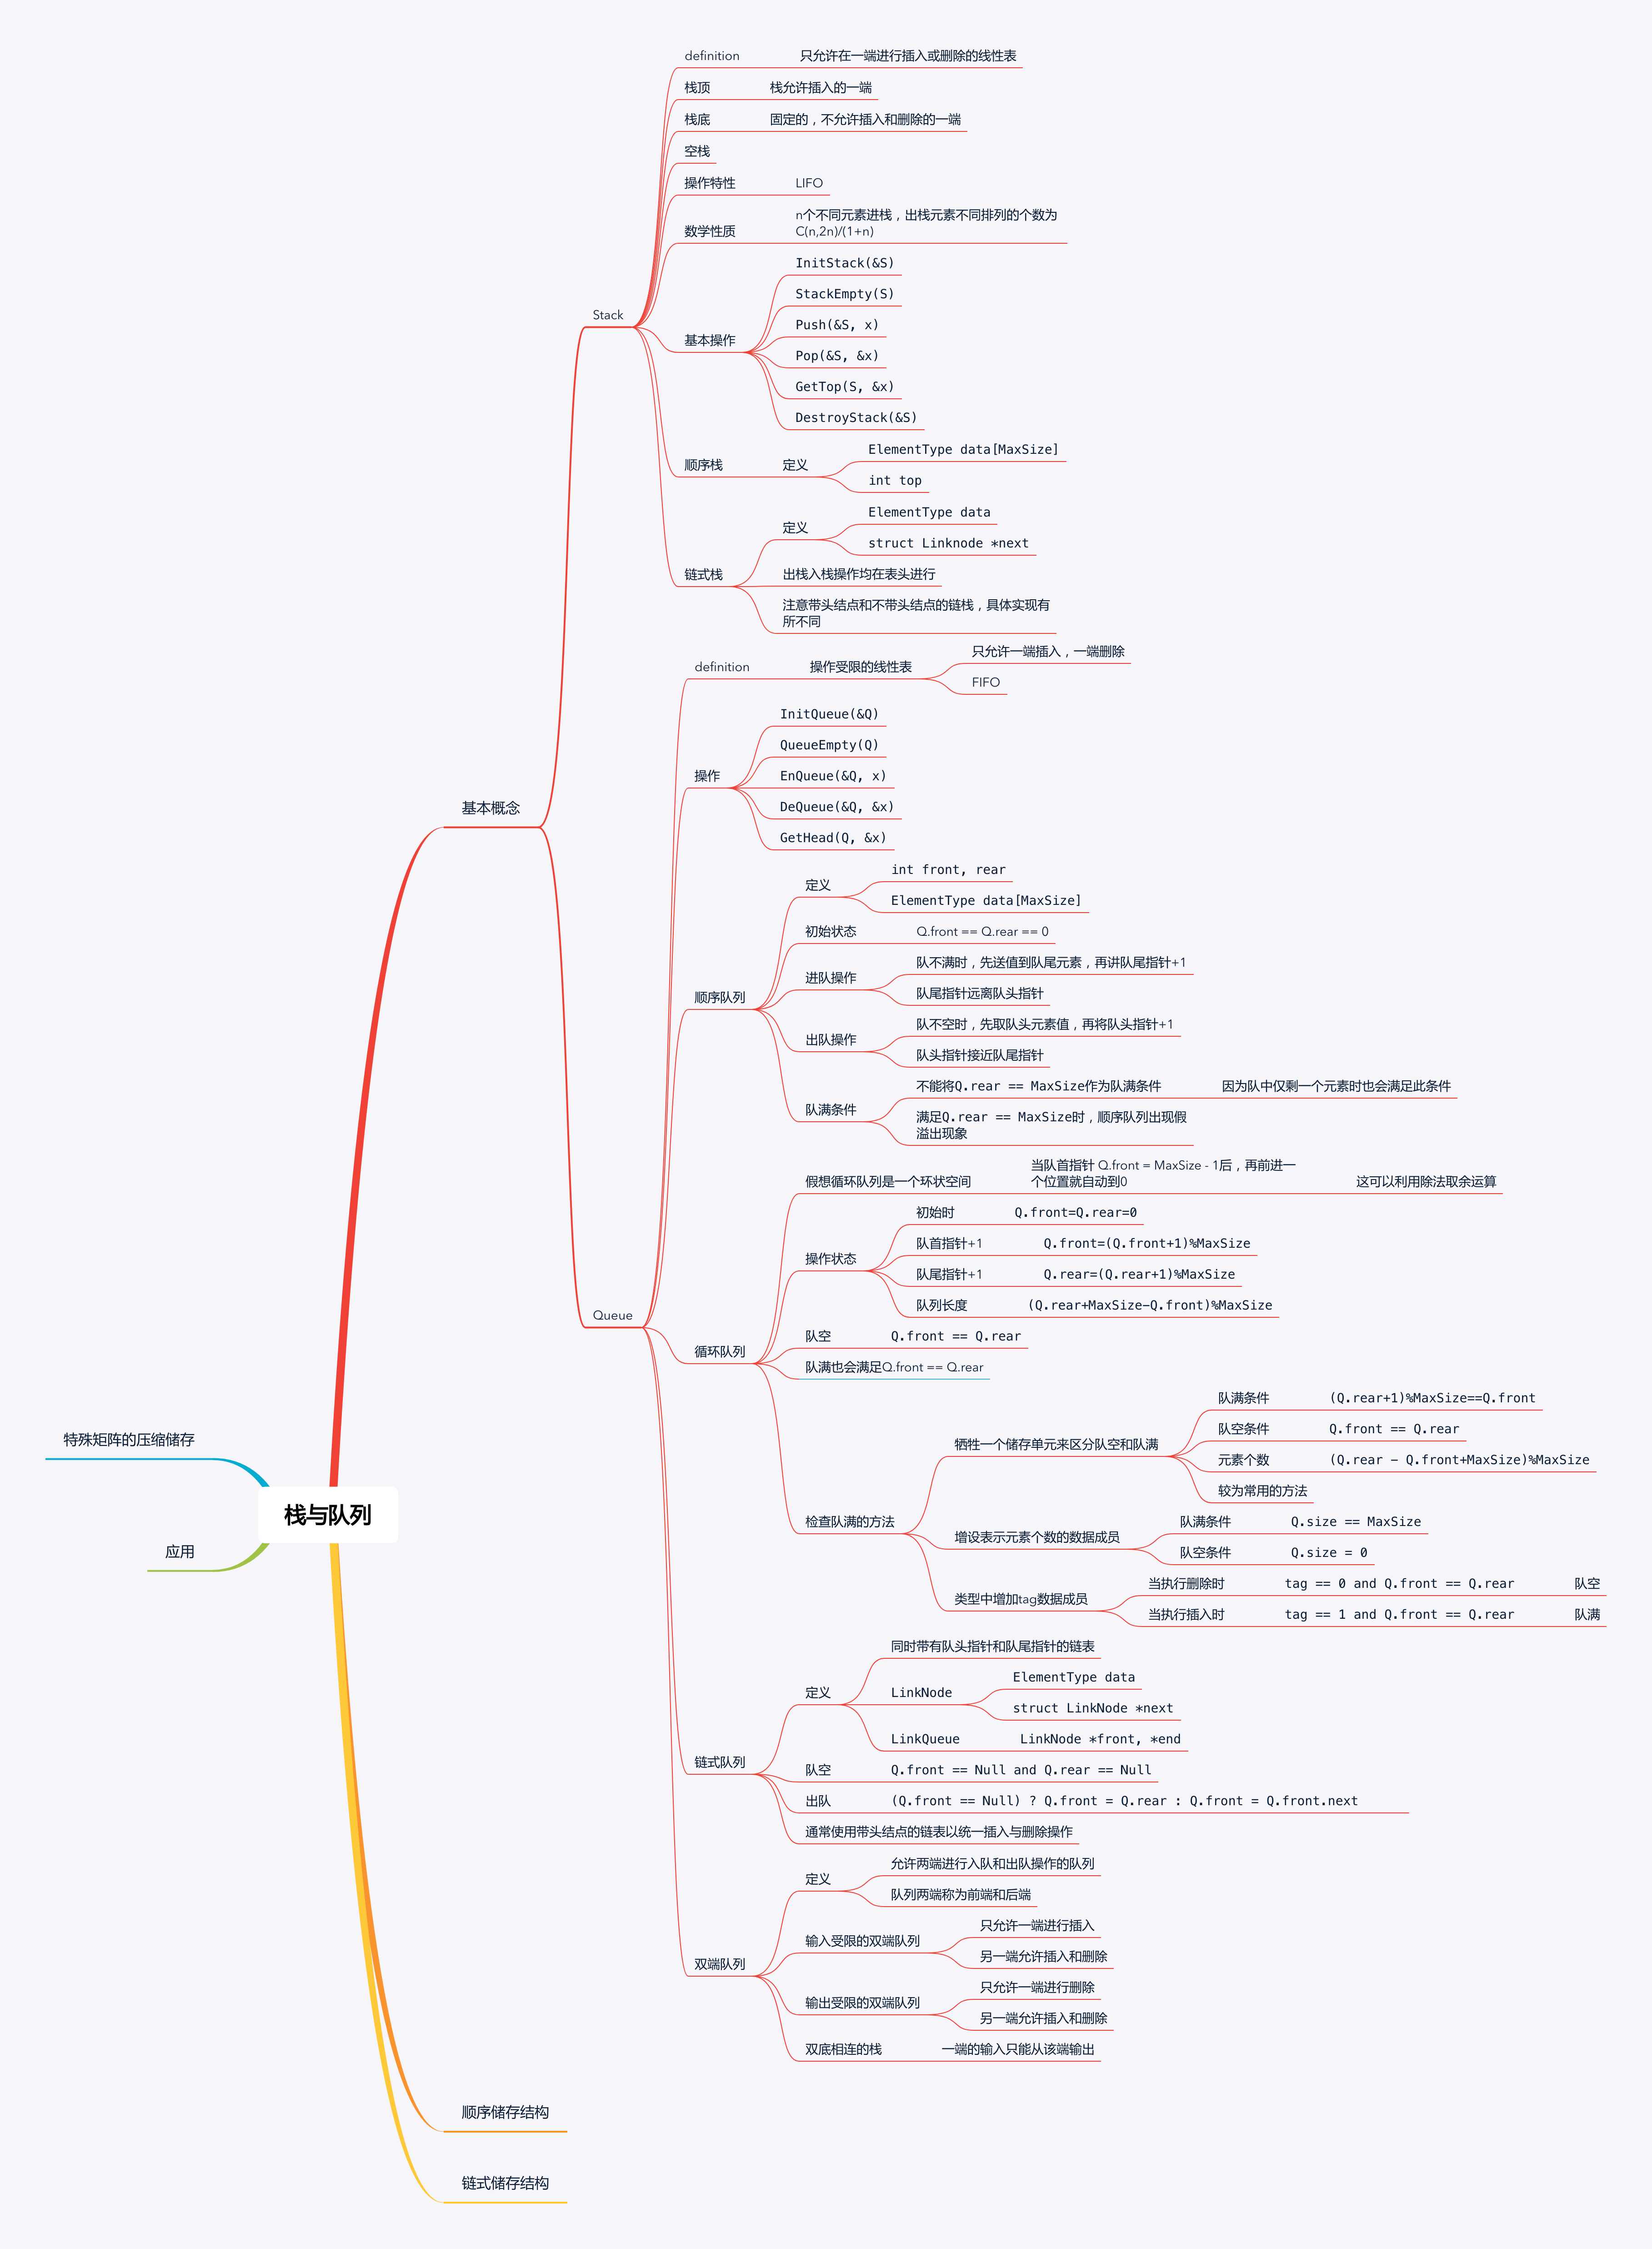 definition
只允许在一端进行插入或删除的线性表
栈顶
栈允许插入的一端
栈底
固定的，不允许插入和删除的一端
空栈
操作特性
LIFO
数学性质
n个不同元素进栈，出栈元素不同排列的个数为
C(n,2n)/(1+n)
Stack
基本操作
InitStack(&S)
StackEmpty(S)
Push(&S, x)
Pop(&S, &x)
GetTop(S, &x)
DestroyStack(&S)
顺序栈
定义
ElementType data[MaxSize]
int top
链式栈
定义
ElementType data
struct Linknode *next
出栈入栈操作均在表头进行
注意带头结点和不带头结点的链栈，具体实现有
所不同
基本概念
definition
操作受限的线性表
只允许一端插入，一端删除
FIFO
操作
InitQueue(&Q)
QueueEmpty(Q)
EnQueue(&Q, x)
DeQueue(&Q, &x)
GetHead(Q, &x)
顺序队列
定义
int front, rear
ElementType data[MaxSize]
初始状态
Q.front == Q.rear == 0
进队操作
队不满时，先送值到队尾元素，再讲队尾指针+1
队尾指针远离队头指针
出队操作
队不空时，先取队头元素值，再将队头指针+1
队头指针接近队尾指针
队满条件
不能将Q.rear == MaxSize作为队满条件
因为队中仅剩一个元素时也会满足此条件
满足Q.rear == MaxSize时，顺序队列出现假
溢出现象
Queue
循环队列
假想循环队列是一个环状空间
当队首指针 Q.front = MaxSize - 1后，再前进一
个位置就自动到0
这可以利用除法取余运算
操作状态
初始时
Q.front=Q.rear=0
队首指针+1
Q.front=(Q.front+1)%MaxSize
队尾指针+1
Q.rear=(Q.rear+1)%MaxSize
队列长度
(Q.rear+MaxSize-Q.front)%MaxSize
队空
Q.front == Q.rear
队满也会满足Q.front == Q.rear
检查队满的方法
牺牲一个储存单元来区分队空和队满
队满条件
(Q.rear+1)%MaxSize==Q.front
队空条件
Q.front == Q.rear
元素个数
(Q.rear - Q.front+MaxSize)%MaxSize
较为常用的方法
增设表示元素个数的数据成员
队满条件
Q.size == MaxSize
队空条件
Q.size = 0
类型中增加tag数据成员
当执行删除时
tag == 0 and Q.front == Q.rear
队空
当执行插入时
tag == 1 and Q.front == Q.rear
队满
链式队列
定义
同时带有队头指针和队尾指针的链表
LinkNode
ElementType data
struct LinkNode *next
LinkQueue
LinkNode *front, *end
队空
Q.front == Null and Q.rear == Null
出队
(Q.front == Null) ? Q.front = Q.rear : Q.front = Q.front.next
通常使用带头结点的链表以统一插入与删除操作
双端队列
定义
允许两端进行入队和出队操作的队列
队列两端称为前端和后端
输入受限的双端队列
只允许一端进行插入
另一端允许插入和删除
输出受限的双端队列
只允许一端进行删除
另一端允许插入和删除
双底相连的栈
一端的输入只能从该端输出
特殊矩阵的压缩储存
栈与队列
应用
顺序储存结构
链式储存结构